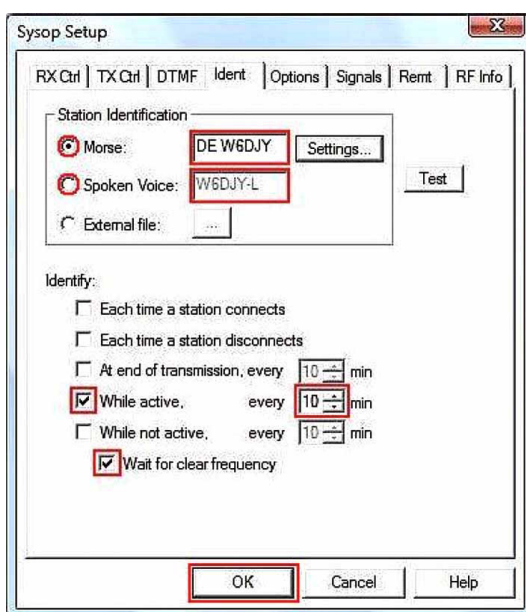 Sysop Setup
RX Ctrl TX Ctrl DTMF Ident Options Signals Remt RF Info
Station Identification
Morse: DE W6DJY Settings...
Spoken Voice: W6DJY-L Test
External file: ...
Identify:
Each time a station connects
Each time a station disconnects
At end of transmission, every 10 min
While active, every 10 min
While not active, every 10 min
Wait for clear frequency
OK Cancel Help